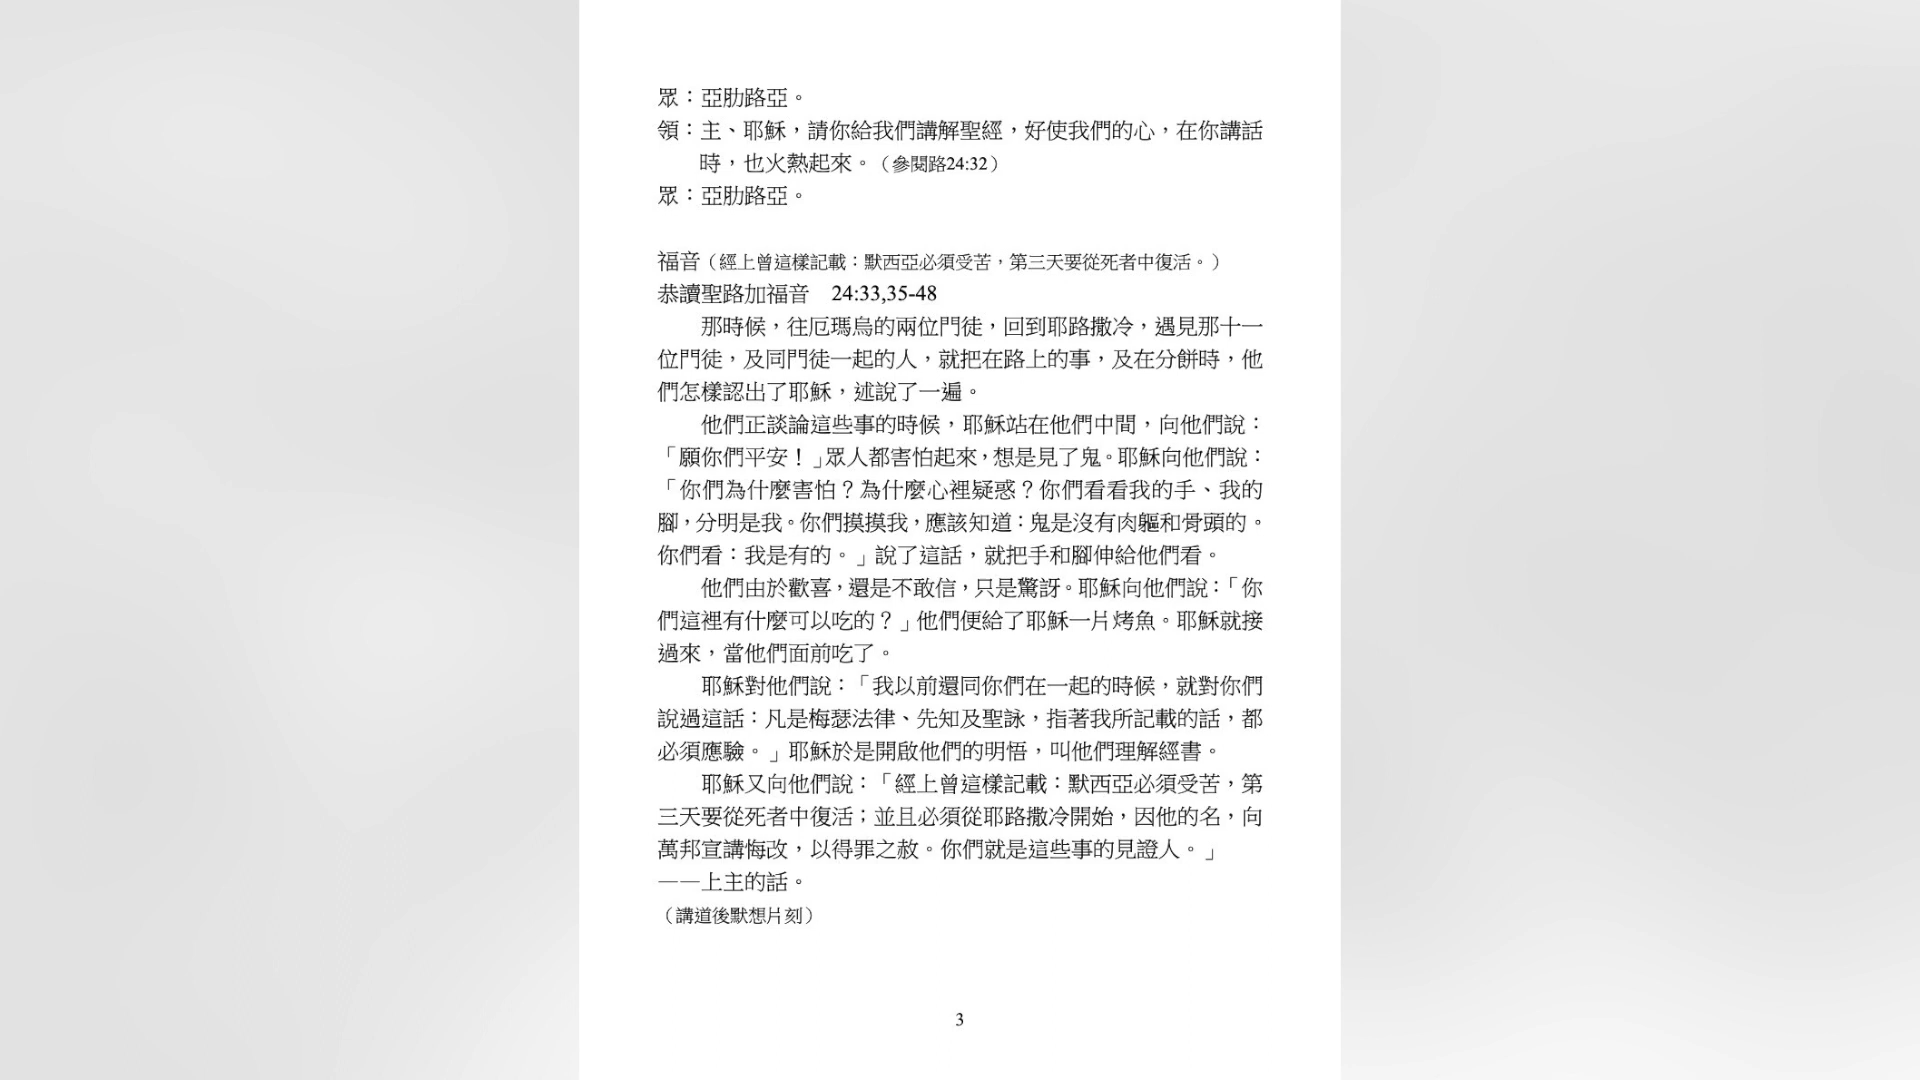 眾：亞肋路亞。
領：主、耶穌，請你給我們講解聖經，好使我們的心，在你講話
時，也火熱起來。（參閱路24:32）
眾：亞肋路亞。
福音（經上曾這樣記載：默西亞必須受苦，第三天要從死者中復活。）
恭讀聖路加福音　24:33,35-48
那時候，往厄瑪烏的兩位門徒，回到耶路撒冷，遇見那十一
位門徒，及同門徒一起的人，就把在路上的事，及在分餅時，他
們怎樣認出了耶穌，述說了一遍。
他們正談論這些事的時候，耶穌站在他們中間，向他們說：
「願你們平安！」眾人都害怕起來，想是見了鬼。耶穌向他們說：
「你們為什麼害怕？為什麼心裡疑惑？你們看看我的手、我的
腳，分明是我。你們摸摸我，應該知道：鬼是沒有肉軀和骨頭的。
你們看：我是有的。」說了這話，就把手和腳伸給他們看。
他們由於歡喜，還是不敢信，只是驚訝。耶穌向他們說：「你
們這裡有什麼可以吃的？」他們便給了耶穌一片烤魚。耶穌就接
過來，當他們面前吃了。
耶穌對他們說：「我以前還同你們在一起的時候，就對你們
說過這話：凡是梅瑟法律、先知及聖詠，指著我所記載的話，都
必須應驗。」耶穌於是開啟他們的明悟，叫他們理解經書。
耶穌又向他們說：「經上曾這樣記載：默西亞必須受苦，第
三天要從死者中復活；並且必須從耶路撒冷開始，因他的名，向
萬邦宣講悔改，以得罪之赦。你們就是這些事的見證人。」
——上主的話。
（講道後默想片刻）
3